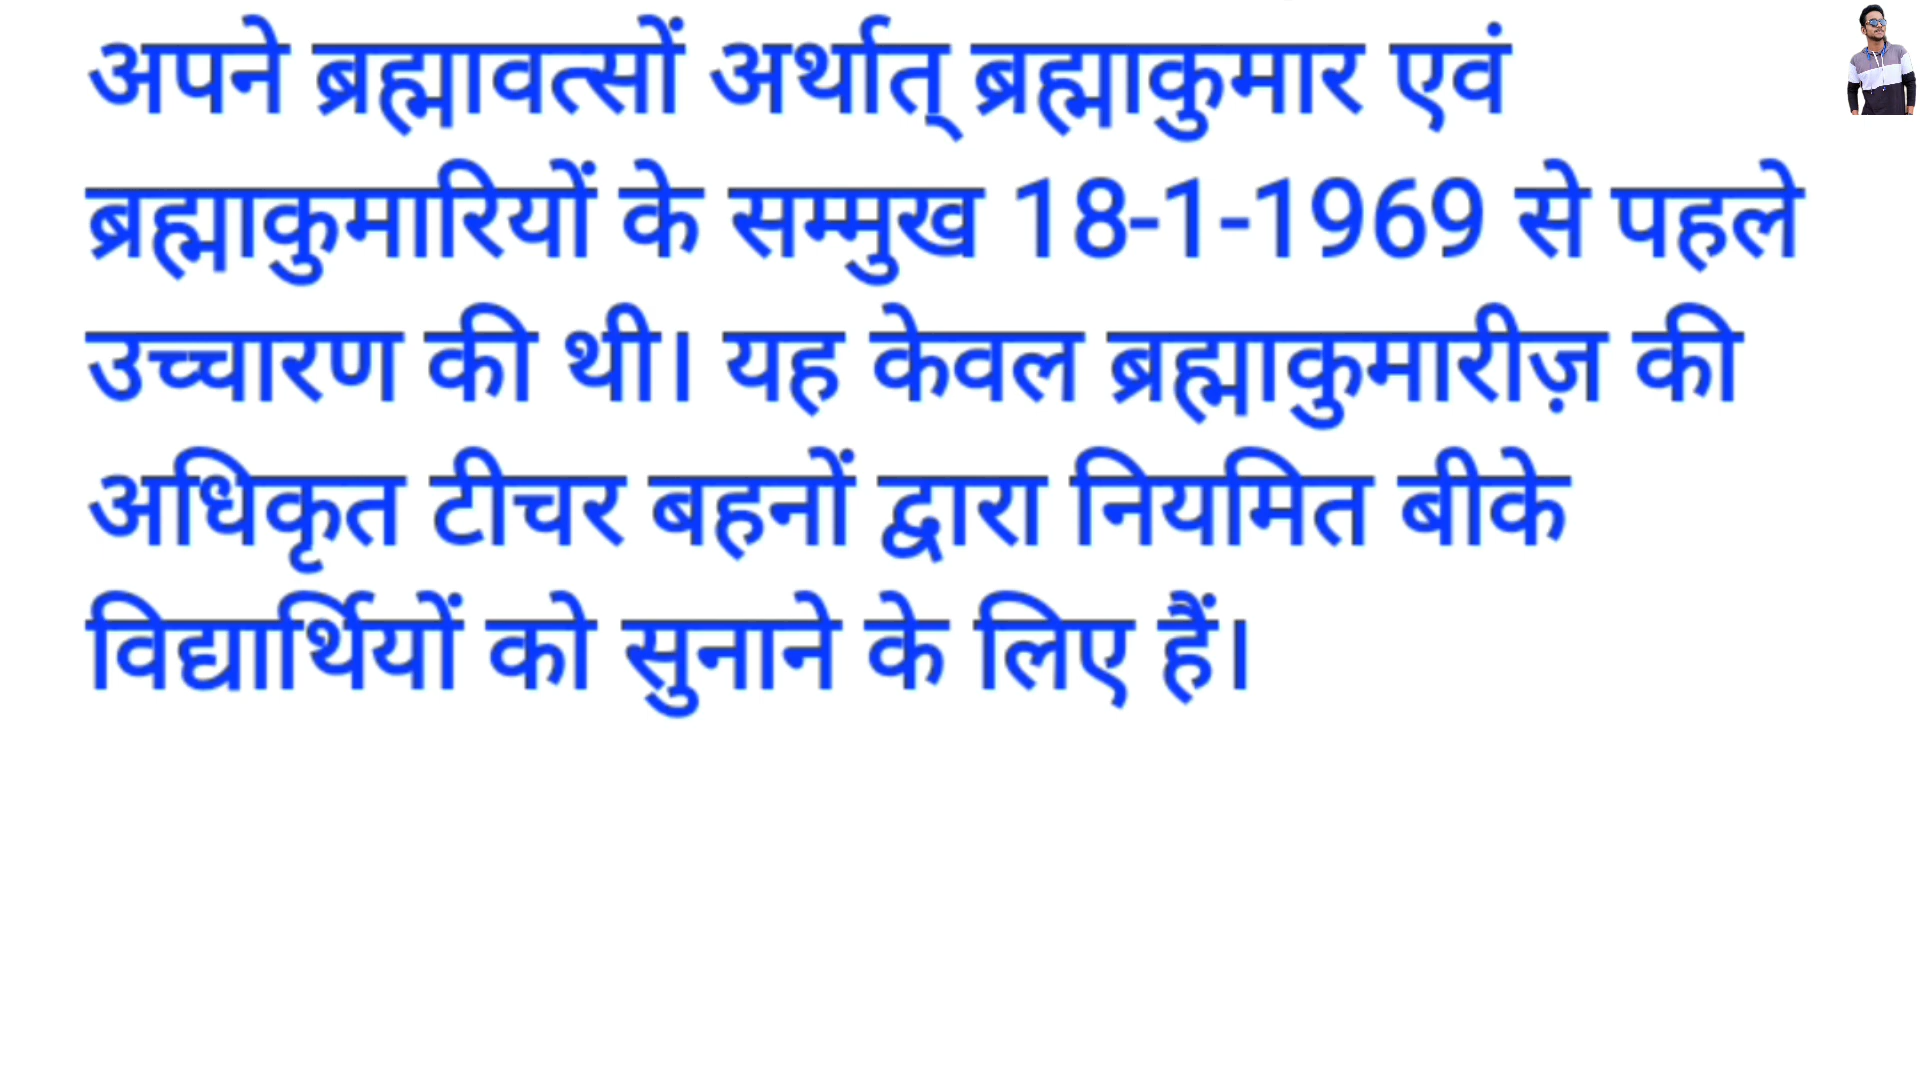 अपने ब्रह्मावत्सों अर्थात् ब्रह्माकुमार एवं
ब्रह्माकुमारियों के सम्मुख 18-1-1969 से पहले
उच्चारण की थी। यह केवल ब्रह्माकुमारीज़ की
अधिकृत टीचर बहनों द्वारा नियमित बीके
विद्यार्थियों को सुनाने के लिए हैं।